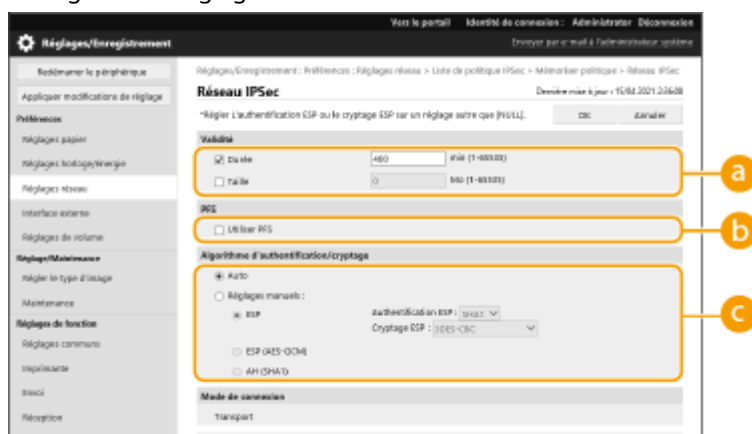 Vers le portail Identité de connexion : Administrator Déconnexion
Réglages/Enregistrement
Envoyer par e-mail à l'administrateur système
Redémarrer le périphérique
Appliquer modifications de réglage
Préférences
Réglages papier
Réglages horloge/énergie
Réglages réseau
Interface externe
Réglages de volume
Réglage/Maintenance
Régler le type d'image
Maintenance
Réglages de fonction
Réglages communs
Imprimante
Envoi
Réception
Réglages/Enregistrement : Préférences : Réglages réseau > Liste de politique IPSec > Mémoriser politique > Réseau IPSec
Réseau IPSec
Dernière mise à jour : 15/04 2021
*Régler L'authentification ESP ou le cryptage ESP sur un réglage autre que [NULL].
OK Annuler
Validité
Durée 480 min (1-65535)
Taille 0 Mo (1-65535)
a
PFS
Utiliser PFS
b
Algorithme d'authentification/cryptage
Auto
Réglages manuels :
ESP
Authentification ESP : SHA1
Cryptage ESP : 3DES-CBC
ESP (AES-GCM)
AH (SHA1)
c
Mode de connexion
Transport